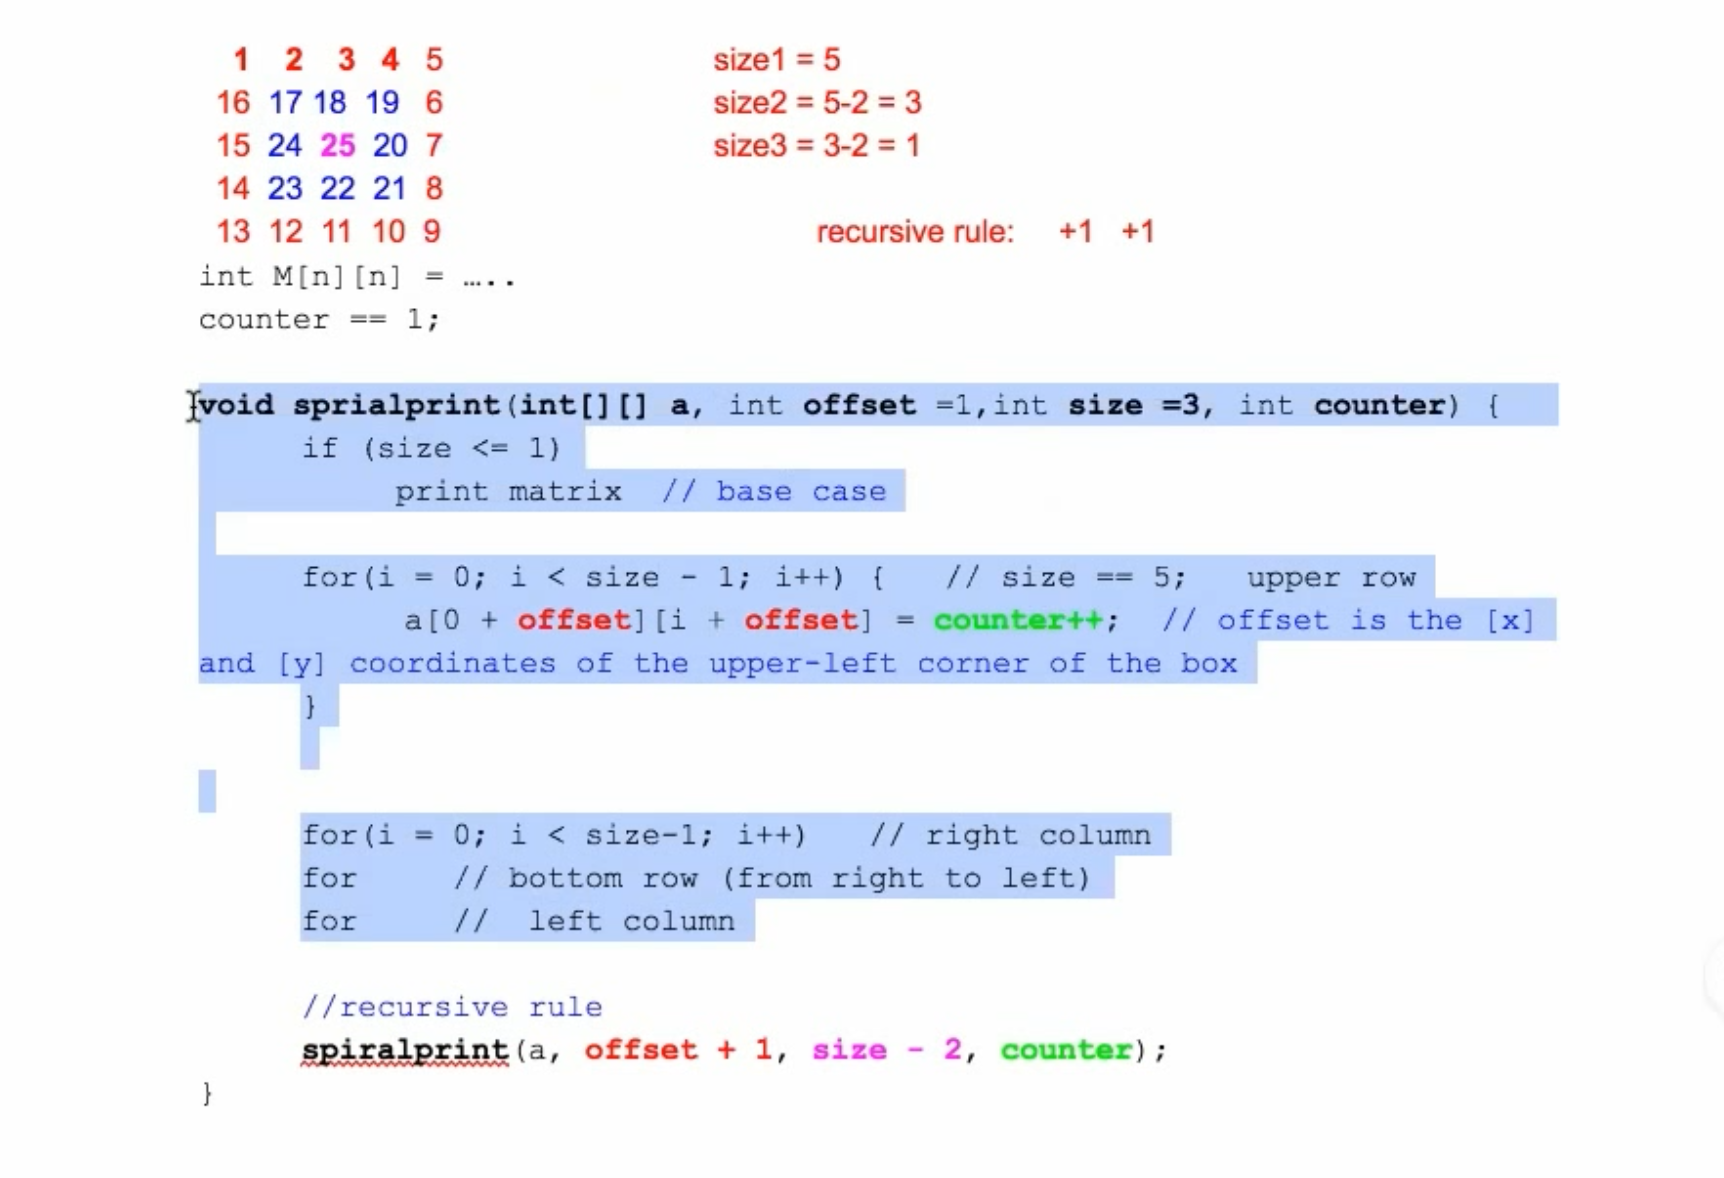 1 2 3 4 5 size1 = 5
16 17 18 19 6 size2 = 5-2 = 3
15 24 25 20 7 size3 = 3-2 = 1
14 23 22 21 8
13 12 11 10 9 recursive rule: +1 +1
int M[n][n] = …..
counter == 1;
void sprialprint(int[][] a, int offset =1,int size =3, int counter) {
if (size <= 1)
print matrix // base case
for(i = 0; i < size - 1; i++) { // size == 5; upper row
a[0 + offset][i + offset] = counter++; // offset is the [x]
and [y] coordinates of the upper-left corner of the box
}
for(i = 0; i < size-1; i++) // right column
for // bottom row (from right to left)
for // left column
//recursive rule
spiralprint(a, offset + 1, size - 2, counter);
}